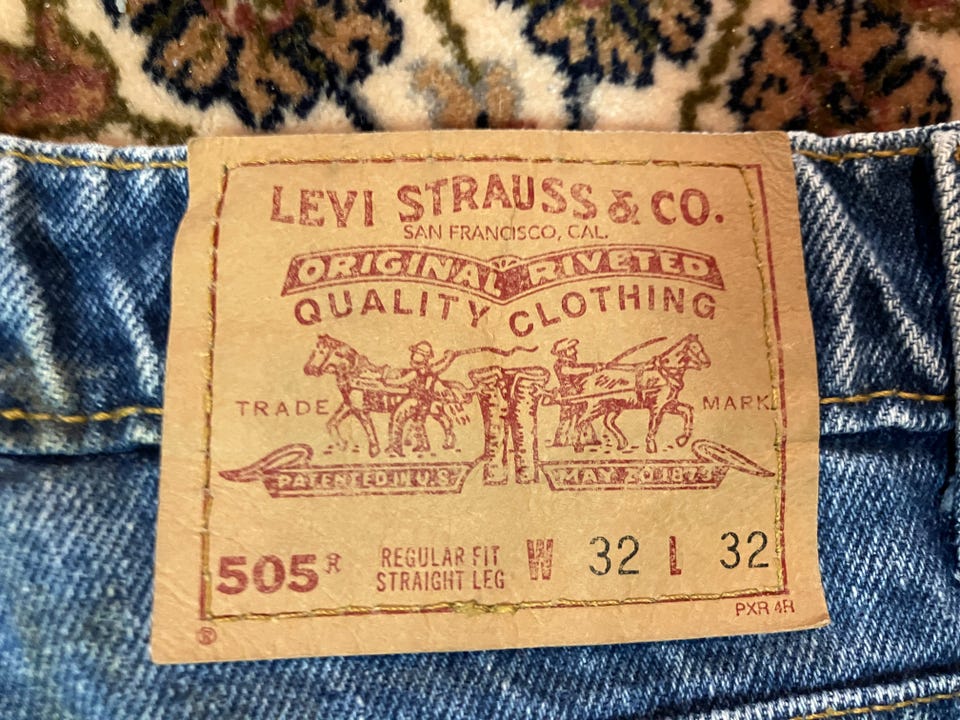 LEVI STRAUSS & CO.
SAN FRANCISCO, CAL.
ORIGINAL RIVETED
QUALITY CLOTHING
TRADE MARK
PATENTED IN U.S. MAY 20 1873
505® REGULAR FIT STRAIGHT LEG W 32 L 32
PXR 4R
®